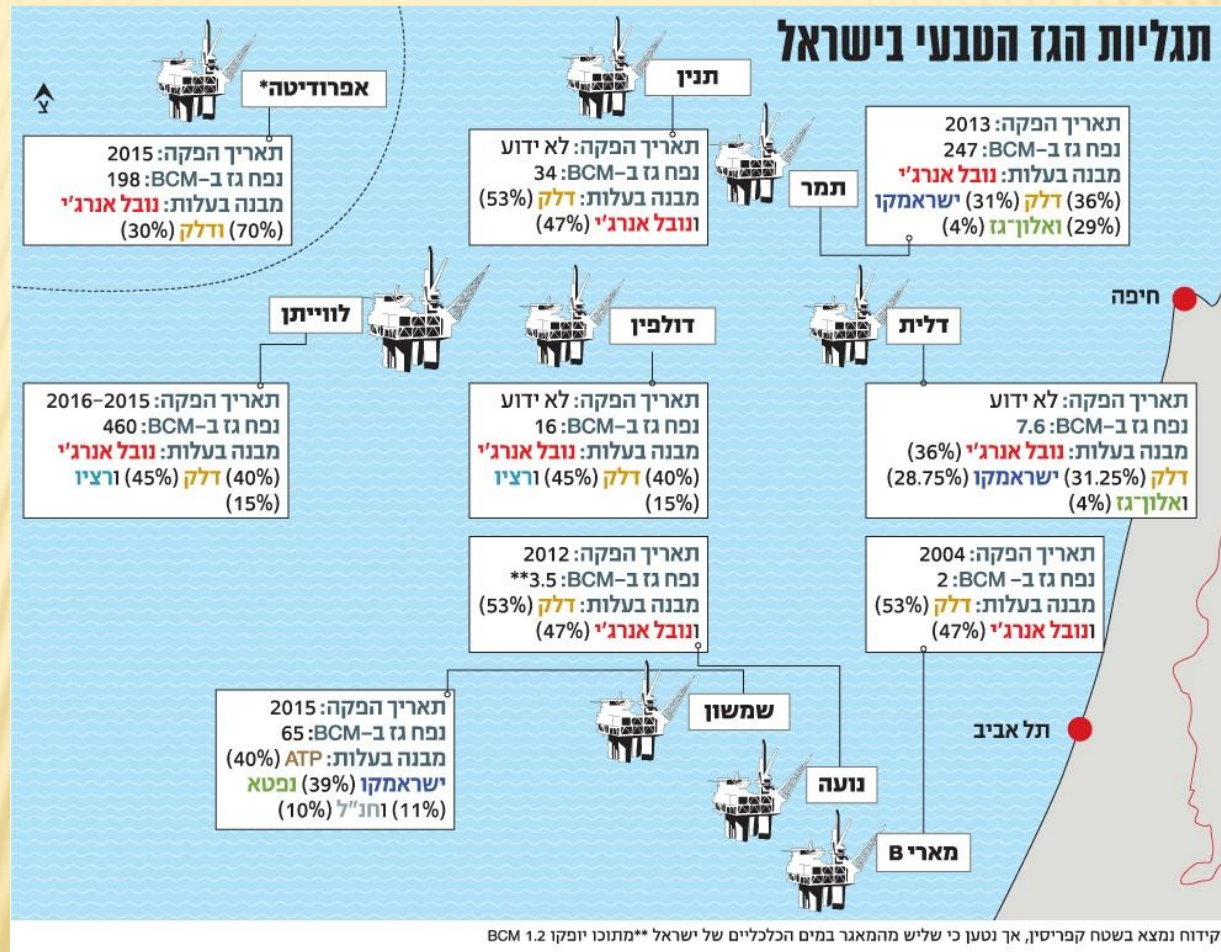 תגליות הגז הטבעי בישראל
אפרודיטה*
תאריך הפקה: 2015
נפח גז ב-BCM: 198
מבנה בעלות: נובל אנרג'י
(70%) ודלק (30%)
תנין
תאריך הפקה: לא ידוע
נפח גז ב-BCM: 34
מבנה בעלות: דלק (53%)
ונובל אנרג'י (47%)
תמר
תאריך הפקה: 2013
נפח גז ב-BCM: 247
מבנה בעלות: נובל אנרג'י
(36%) דלק (31%) ישראמקו
(29%) ואלון־גז (4%)
חיפה
לווייתן
תאריך הפקה: 2015–2016
נפח גז ב-BCM: 460
מבנה בעלות: נובל אנרג'י
(40%) דלק (45%) ורציו
(15%)
דולפין
תאריך הפקה: לא ידוע
נפח גז ב-BCM: 16
מבנה בעלות: נובל אנרג'י
(40%) דלק (45%) ורציו
(15%)
דלית
תאריך הפקה: לא ידוע
נפח גז ב-BCM: 7.6
מבנה בעלות: נובל אנרג'י (36%)
דלק (31.25%) ישראמקו (28.75%)
ואלון־גז (4%)
תאריך הפקה: 2012
נפח גז ב-BCM: 3.5**
מבנה בעלות: דלק (53%)
ונובל אנרג'י (47%)
תאריך הפקה: 2004
נפח גז ב- BCM: 2
מבנה בעלות: דלק (53%)
ונובל אנרג'י (47%)
תאריך הפקה: 2015
נפח גז ב-BCM: 65
מבנה בעלות: ATP (40%)
ישראמקו (39%) נפטא
(11%) וחנ"ל (10%)
שמשון
נועה
מארי B
תל אביב
צ
קידוח נמצא בשטח קפריסין, אך נטען כי שליש מהמאגר במים הכלכליים של ישראל **מתוכו יופקו 1.2 BCM